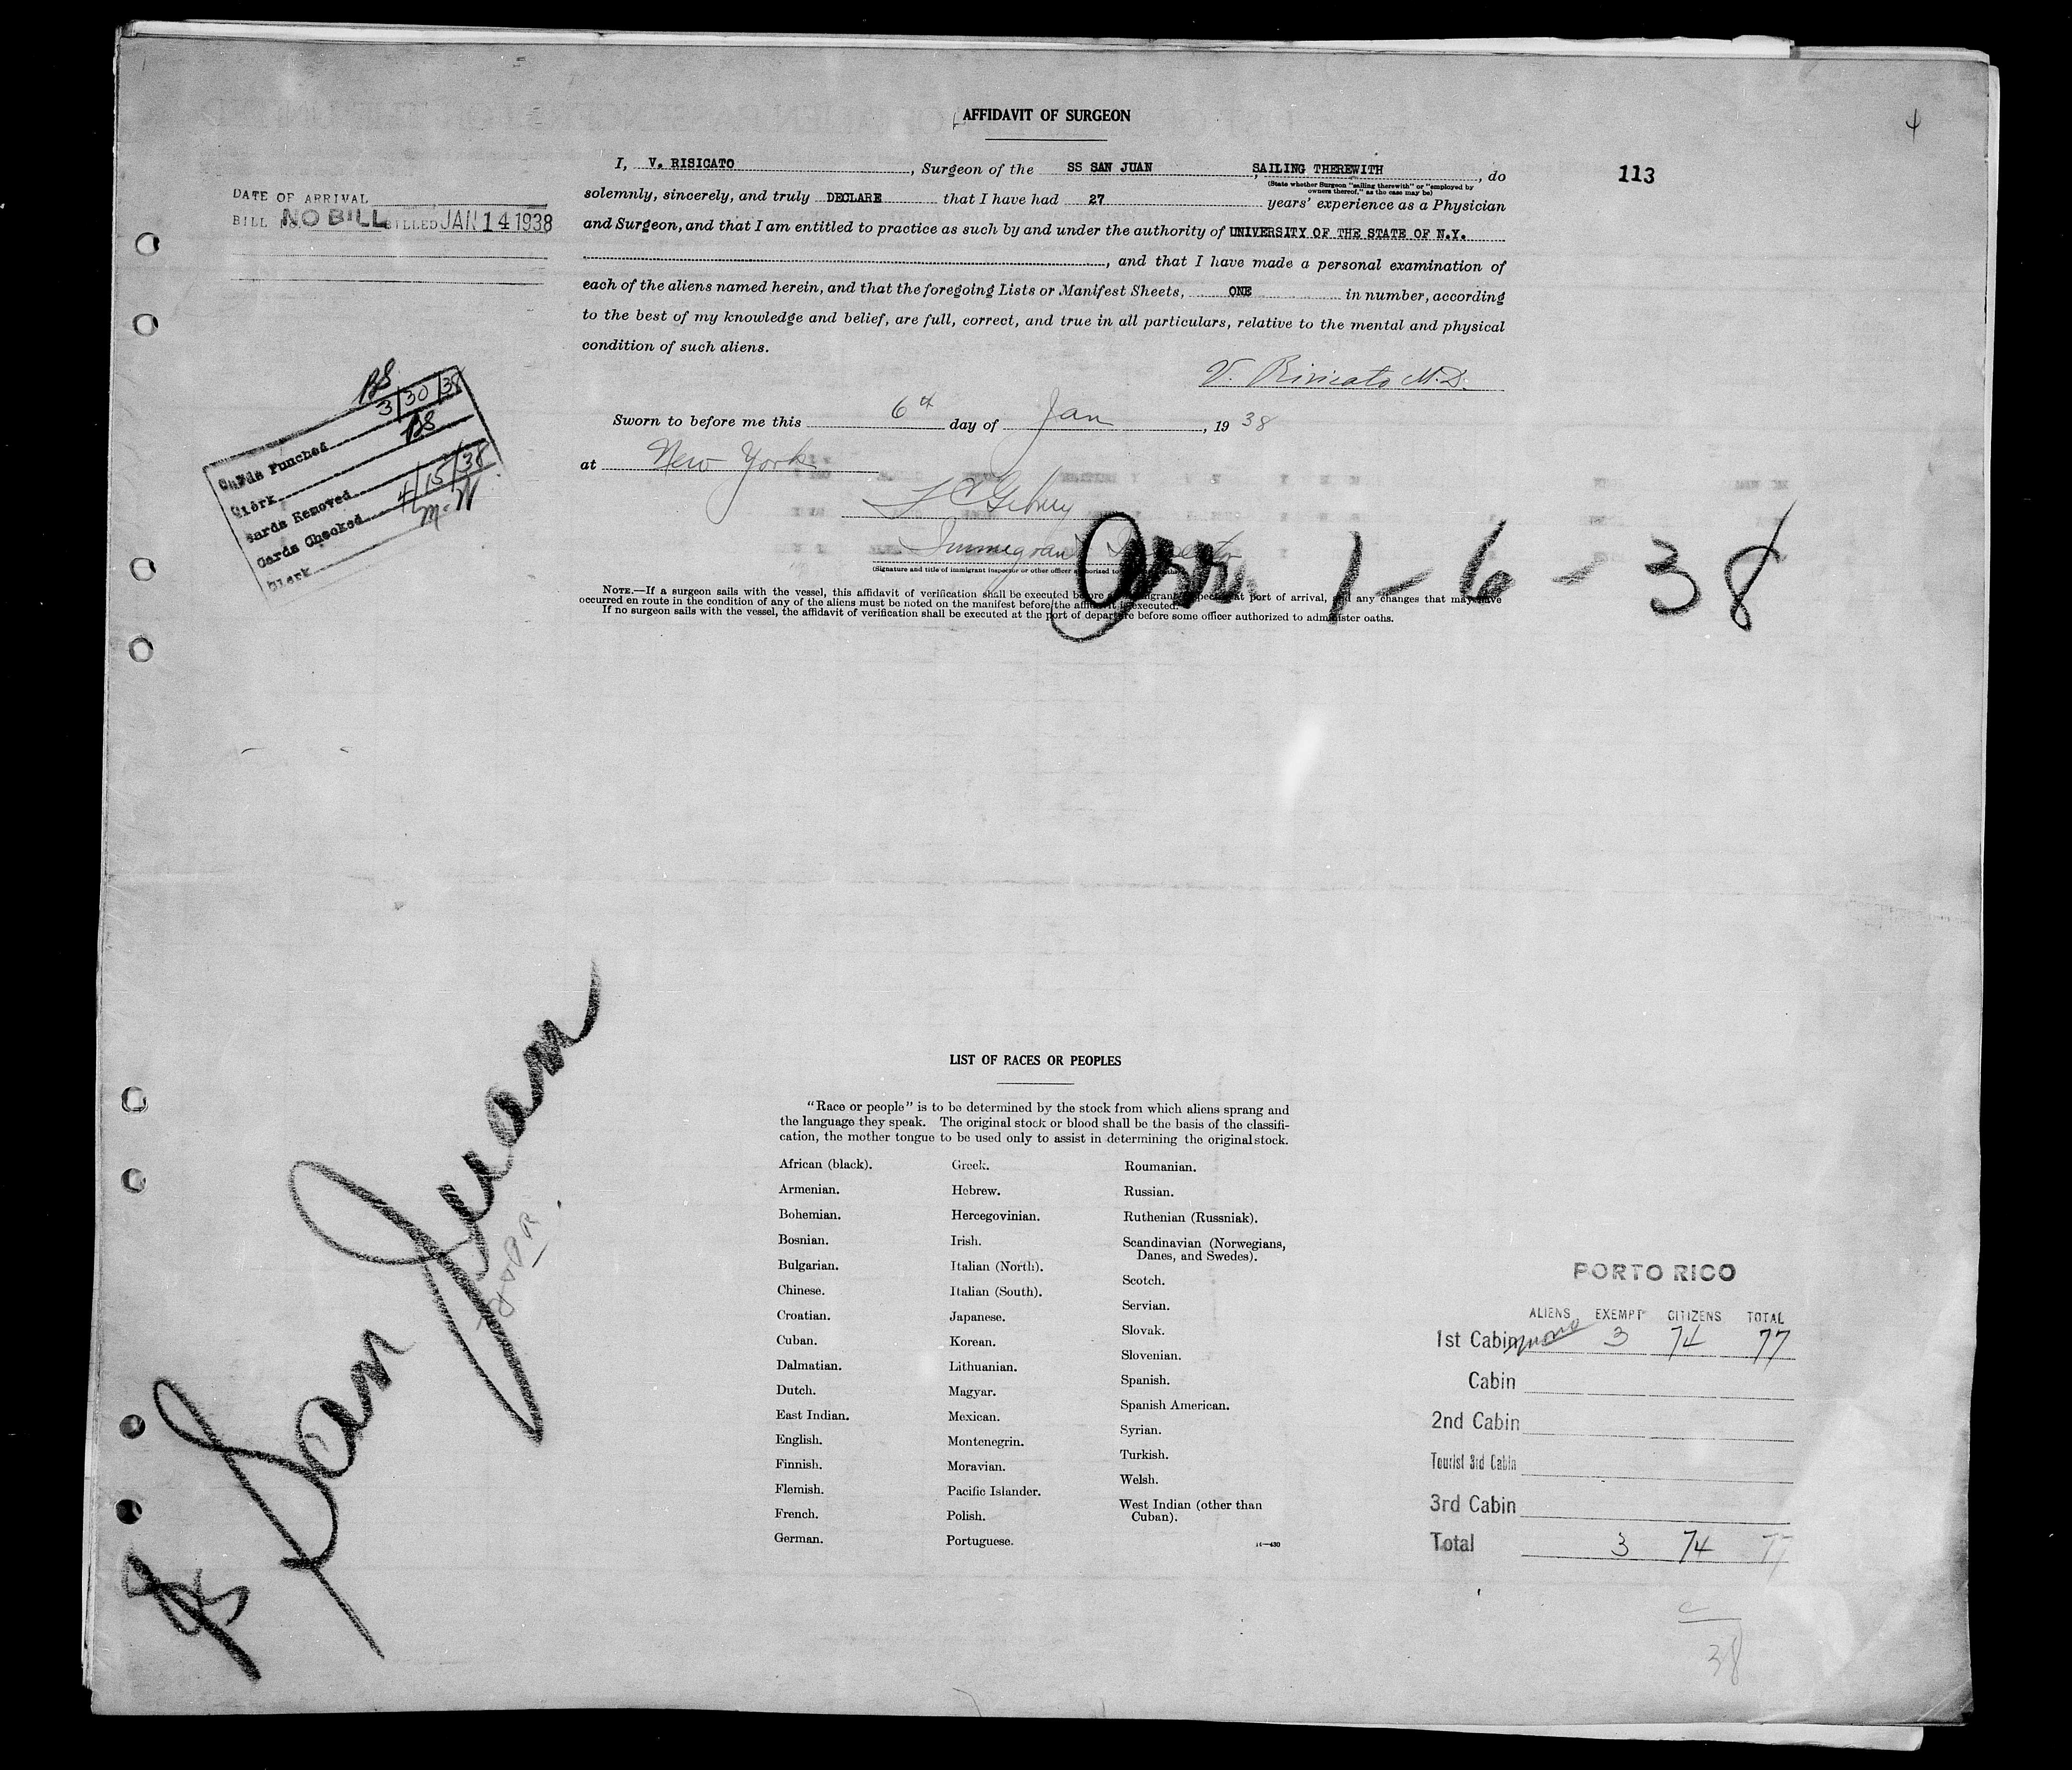 AFFIDAVIT OF SURGEON
4
113
I, V. RISICATO, Surgeon of the SS SAN JUAN, SAILING THEREWITH, do
(State whether Surgeon "sailing therewith" or "employed by
owners thereof," as the case may be)
solemnly, sincerely, and truly DECLARE that I have had 27 years' experience as a Physician
and Surgeon, and that I am entitled to practice as such by and under the authority of UNIVERSITY OF THE STATE OF N.Y.
, and that I have made a personal examination of
each of the aliens named herein, and that the foregoing Lists or Manifest Sheets, ONE in number, according
to the best of my knowledge and belief, are full, correct, and true in all particulars, relative to the mental and physical
condition of such aliens.
V. Risicato M.D.
Sworn to before me this 6th day of Jan, 1938
at New York
Immigrant Inspector
(Signature and title of immigrant inspector or other officer authorized to
Arr. 1-6-38
NOTE.—If a surgeon sails with the vessel, this affidavit of verification shall be executed before immigrant inspector at port of arrival, and any changes that may have
occurred en route in the condition of any of the aliens must be noted on the manifest before the affidavit is executed.
If no surgeon sails with the vessel, the affidavit of verification shall be executed at the port of departure before some officer authorized to administer oaths.
DATE OF ARRIVAL
BILL NO BILL BILLED JAN 14 1938
BS
Cards Punched 3/30/38
Clerk BS
Cards Removed
Cards Checked 4/15/38
Clerk M.W
SS San Juan
LIST OF RACES OR PEOPLES
"Race or people" is to be determined by the stock from which aliens sprang and
the language they speak. The original stock or blood shall be the basis of the classifi-
cation, the mother tongue to be used only to assist in determining the original stock.
African (black).
Armenian.
Bohemian.
Bosnian.
Bulgarian.
Chinese.
Croatian.
Cuban.
Dalmatian.
Dutch.
East Indian.
English.
Finnish.
Flemish.
French.
German.
Greek.
Hebrew.
Hercegovinian.
Irish.
Italian (North).
Italian (South).
Japanese.
Korean.
Lithuanian.
Magyar.
Mexican.
Montenegrin.
Moravian.
Pacific Islander.
Polish.
Portuguese.
Roumanian.
Russian.
Ruthenian (Russniak).
Scandinavian (Norwegians,
Danes, and Swedes).
Scotch.
Servian.
Slovak.
Slovenian.
Spanish.
Spanish American.
Syrian.
Turkish.
Welsh.
West Indian (other than
Cuban).
PORTO RICO
ALIENS EXEMPT CITIZENS TOTAL
1st Cabin none 3 74 77
Cabin
2nd Cabin
Tourist 3rd Cabin
3rd Cabin
Total 3 74 77
38